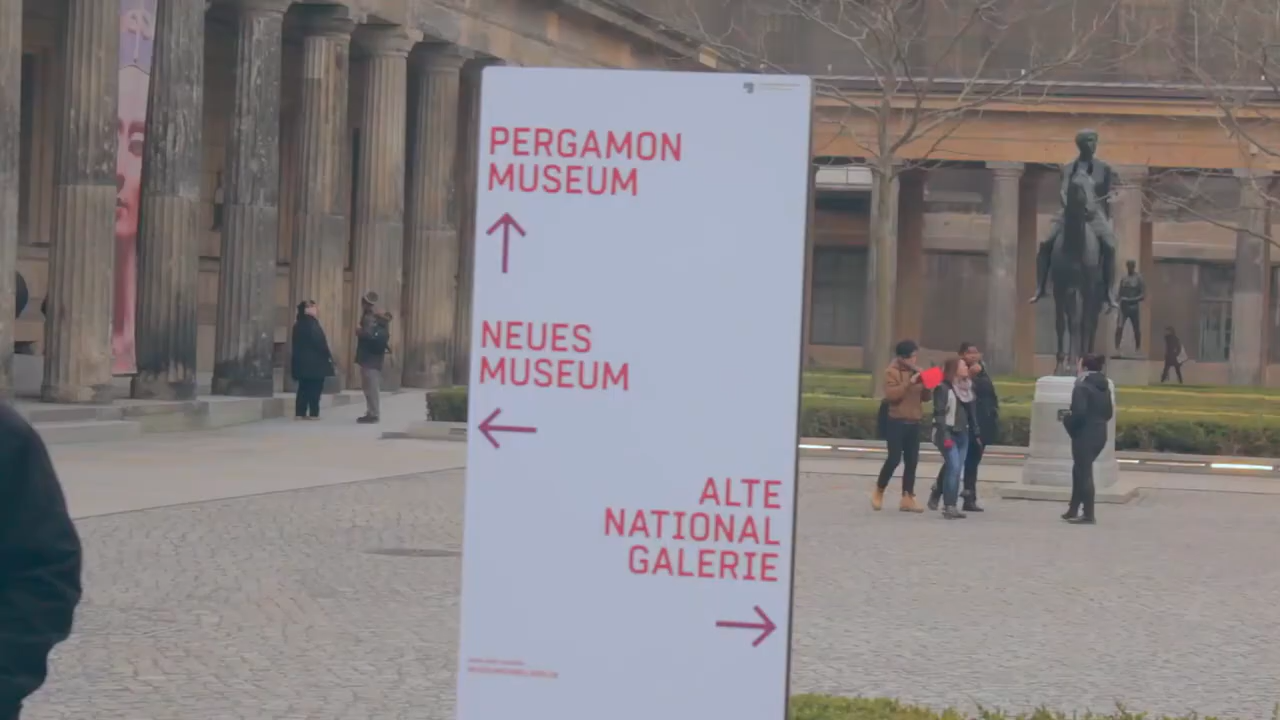 PERGAMON
MUSEUM
NEUES
MUSEUM
ALTE
NATIONAL
GALERIE